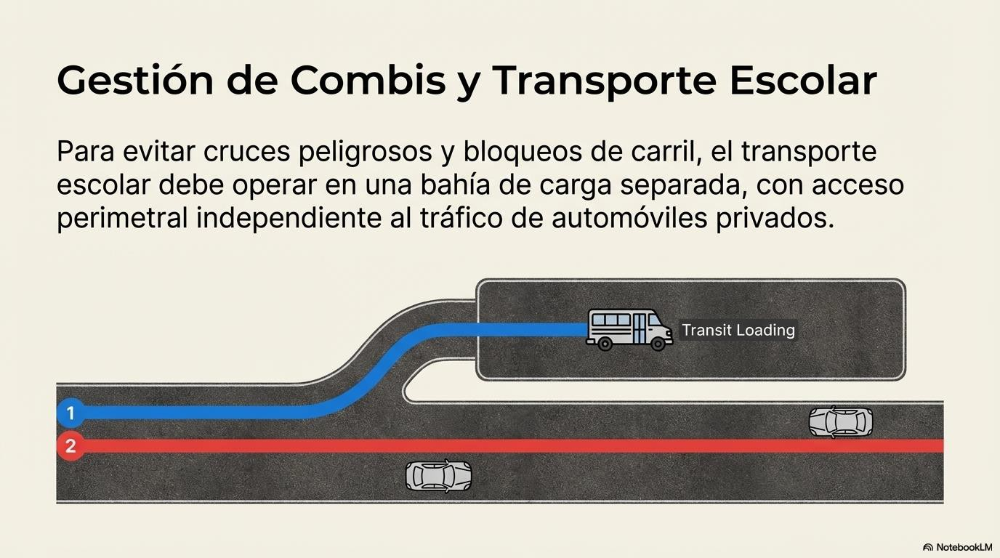 Gestión de Combis y Transporte Escolar
Para evitar cruces peligrosos y bloqueos de carril, el transporte
escolar debe operar en una bahía de carga separada, con acceso
perimetral independiente al tráfico de automóviles privados.
Transit Loading
1
2
NotebookLM